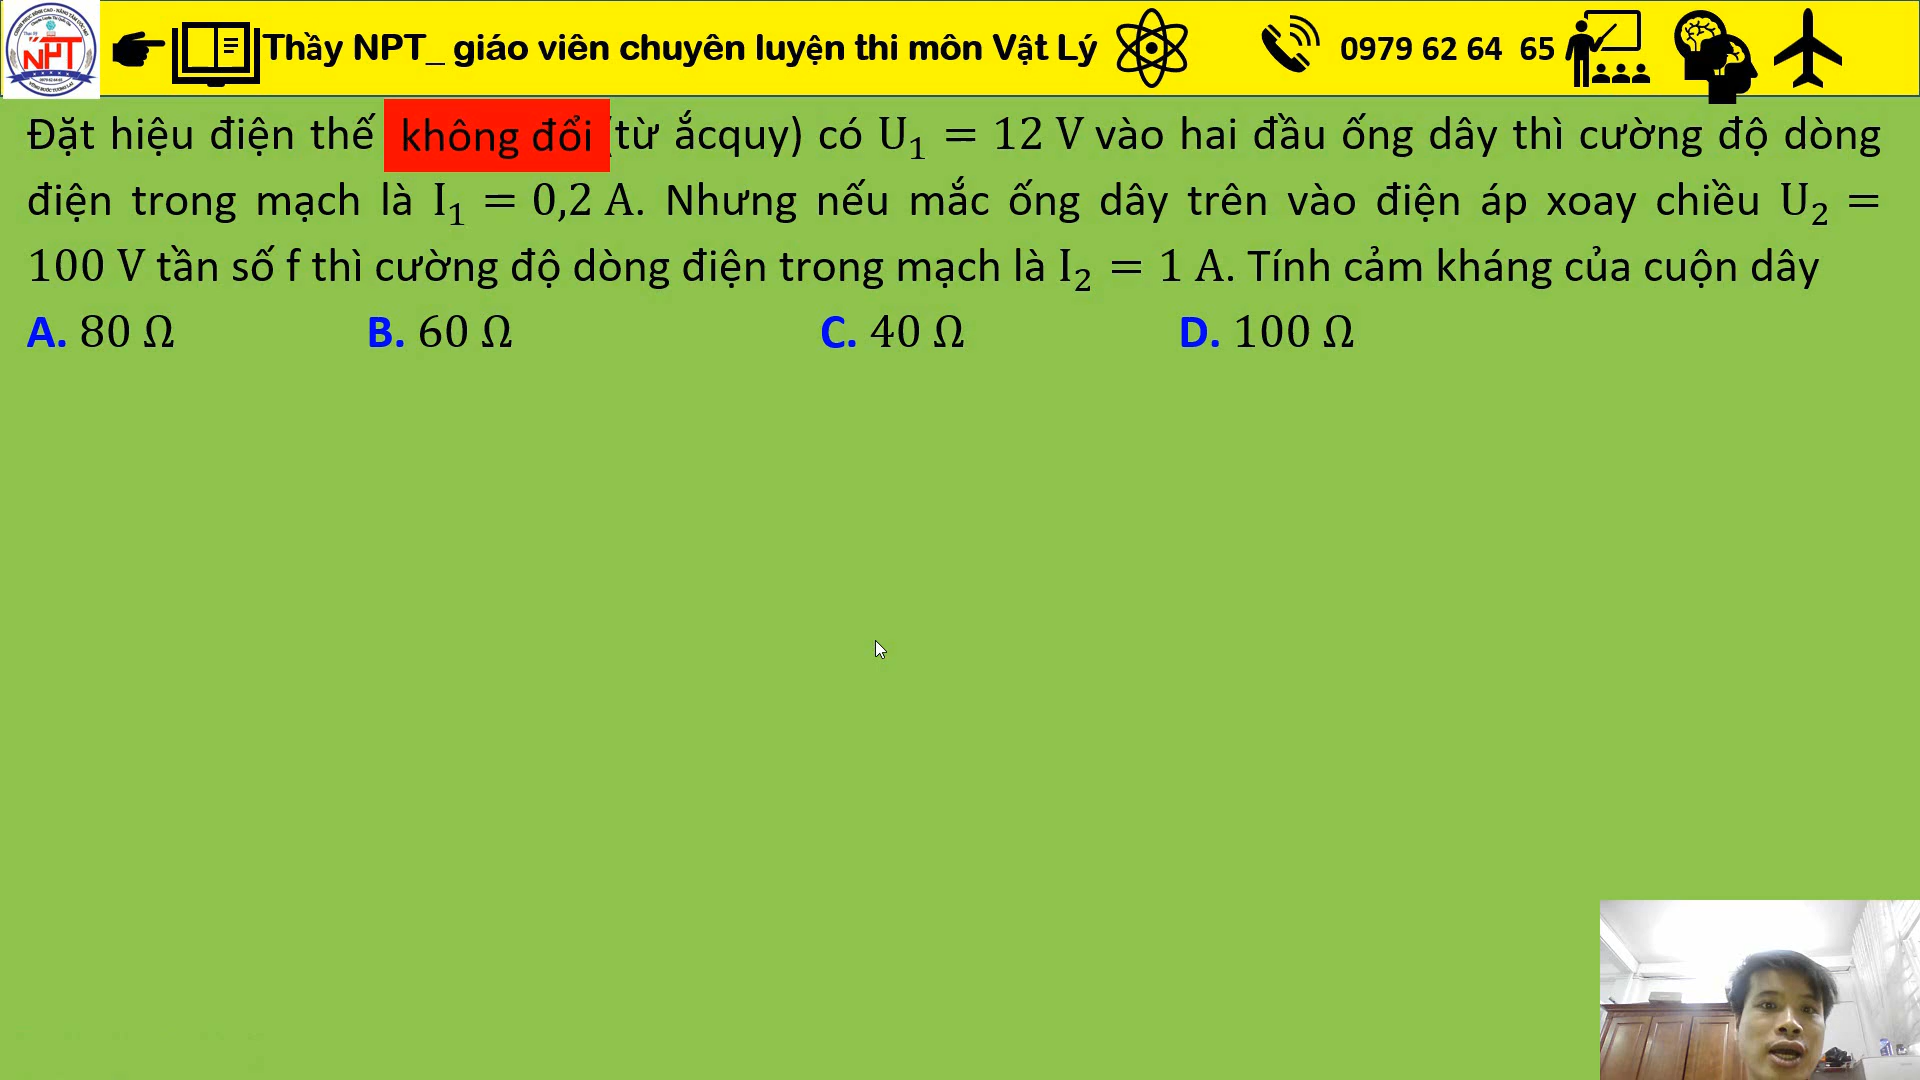 NPT
Thầy NPT_ giáo viên chuyên luyện thi môn Vật Lý
0979 62 64 65
Đặt hiệu điện thế không đổi (từ ắcquy) có U₁ = 12 V vào hai đầu ống dây thì cường độ dòng
điện trong mạch là I₁ = 0,2 A. Nhưng nếu mắc ống dây trên vào điện áp xoay chiều U₂ =
100 V tần số f thì cường độ dòng điện trong mạch là I₂ = 1 A. Tính cảm kháng của cuộn dây
A. 80 Ω B. 60 Ω C. 40 Ω D. 100 Ω